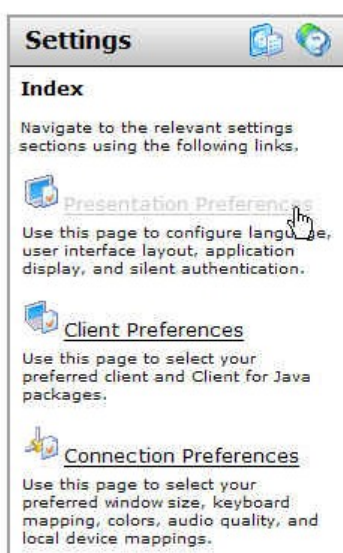 Settings
Index
Navigate to the relevant settings
sections using the following links.
Presentation Preferences
Use this page to configure language,
user interface layout, application
display, and silent authentication.
Client Preferences
Use this page to select your
preferred client and Client for Java
packages.
Connection Preferences
Use this page to select your
preferred window size, keyboard
mapping, colors, audio quality, and
local device mappings.